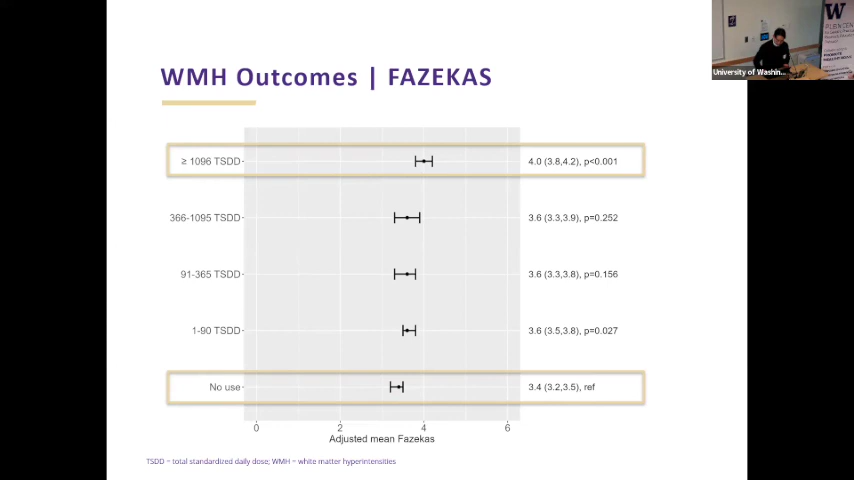 WMH Outcomes | FAZEKAS
≥ 1096 TSDD
4.0 (3.8,4.2), p<0.001
366-1095 TSDD
3.6 (3.3,3.9), p=0.252
91-365 TSDD
3.6 (3.3,3.8), p=0.156
1-90 TSDD
3.6 (3.5,3.8), p=0.027
No use
3.4 (3.2,3.5), ref
0 2 4 6
Adjusted mean Fazekas
TSDD = total standardized daily dose; WMH = white matter hyperintensities
University of Washin...
W